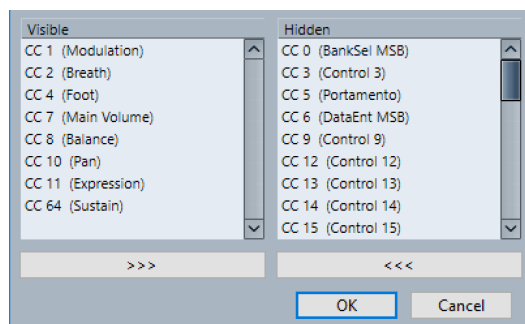 Visible
CC 1 (Modulation)
CC 2 (Breath)
CC 4 (Foot)
CC 7 (Main Volume)
CC 8 (Balance)
CC 10 (Pan)
CC 11 (Expression)
CC 64 (Sustain)
>>>
Hidden
CC 0 (BankSel MSB)
CC 3 (Control 3)
CC 5 (Portamento)
CC 6 (DataEnt MSB)
CC 9 (Control 9)
CC 12 (Control 12)
CC 13 (Control 13)
CC 14 (Control 14)
CC 15 (Control 15)
<<<
OK
Cancel